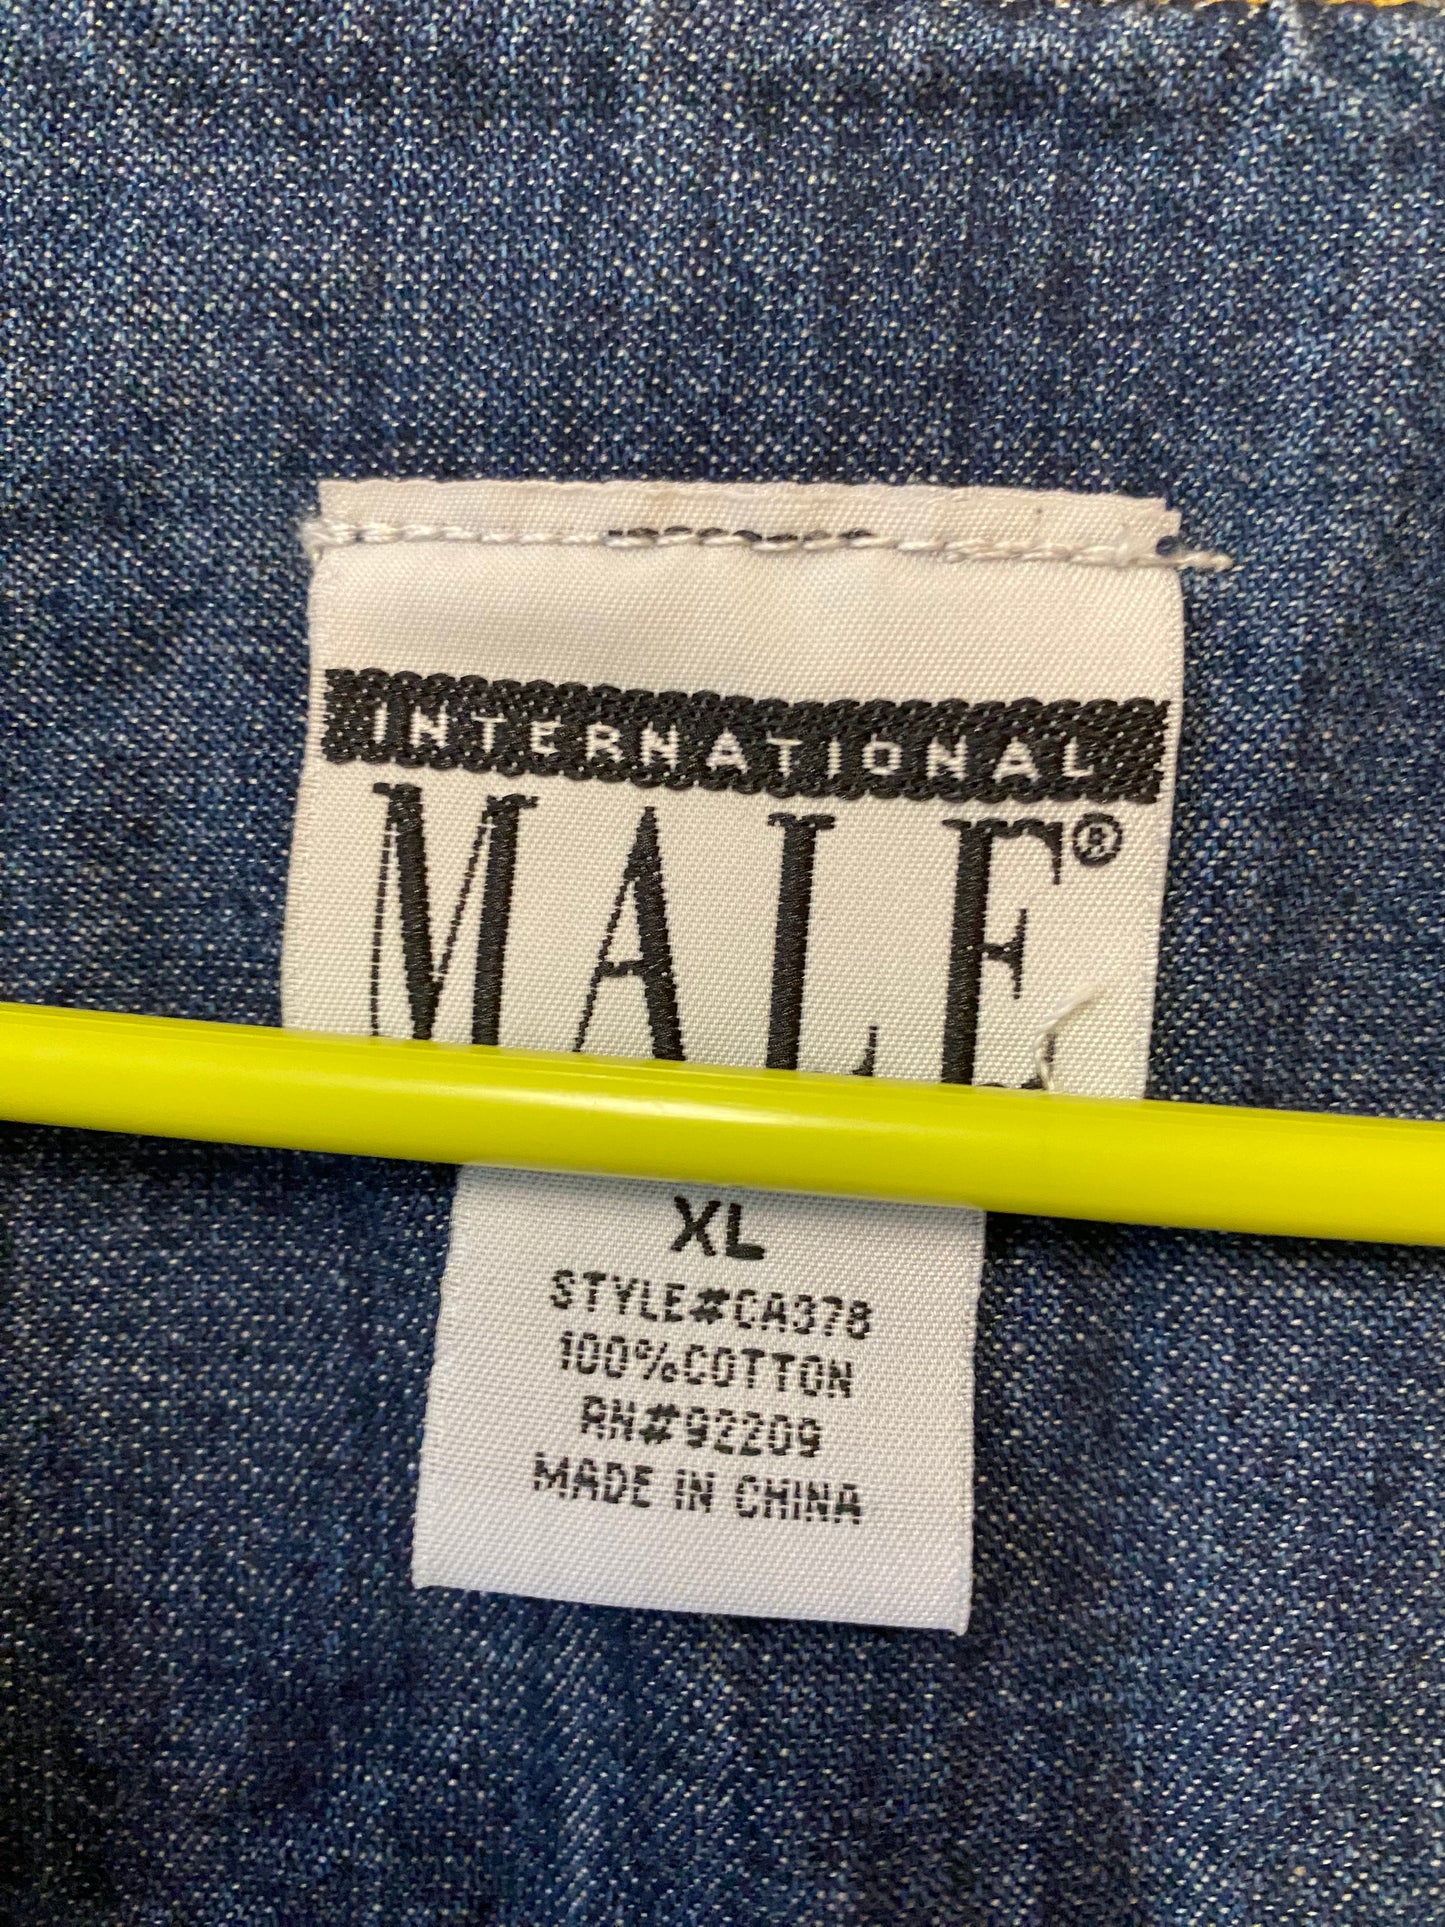 INTERNATIONAL
MALE®
XL
STYLE#CA378
100%COTTON
RN#92209
MADE IN CHINA